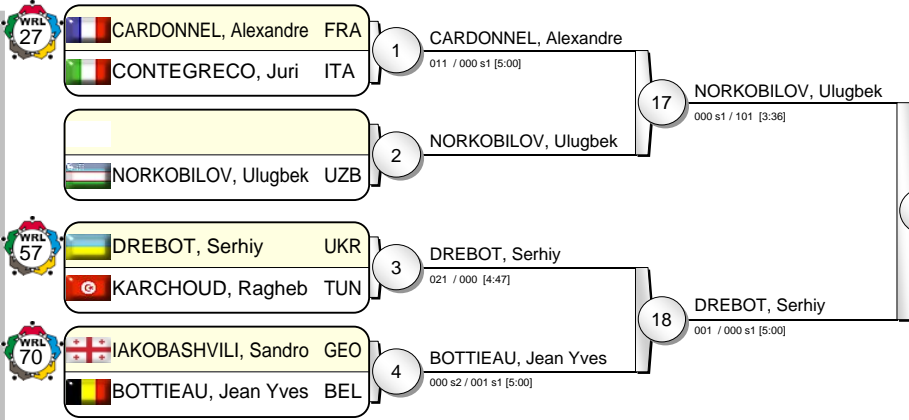 WRL
27
CARDONNEL, Alexandre FRA
CONTEGRECO, Juri ITA
1
CARDONNEL, Alexandre
011 / 000 s1 [5:00]
NORKOBILOV, Ulugbek UZB
2
NORKOBILOV, Ulugbek
17
NORKOBILOV, Ulugbek
000 s1 / 101 [3:36]
WRL
57
DREBOT, Serhiy UKR
KARCHOUD, Ragheb TUN
3
DREBOT, Serhiy
021 / 000 [4:47]
WRL
70
IAKOBASHVILI, Sandro GEO
BOTTIEAU, Jean Yves BEL
4
BOTTIEAU, Jean Yves
000 s2 / 001 s1 [5:00]
18
DREBOT, Serhiy
001 / 000 s1 [5:00]